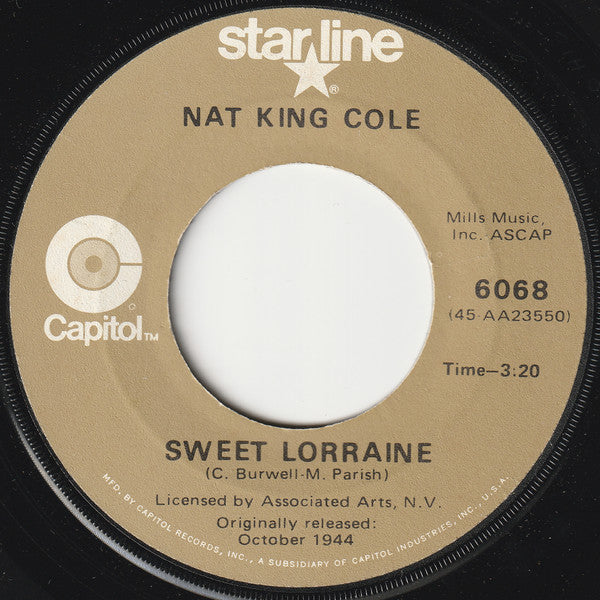 starline
®
NAT KING COLE
Mills Music,
Inc. ASCAP
6068
(45-AA23550)
Capitol™
Time—3:20
SWEET LORRAINE
(C. Burwell-M. Parish)
Licensed by Associated Arts, N.V.
Originally released:
October 1944
MFD. BY CAPITOL RECORDS, INC., A SUBSIDIARY OF CAPITOL INDUSTRIES, INC., U.S.A.